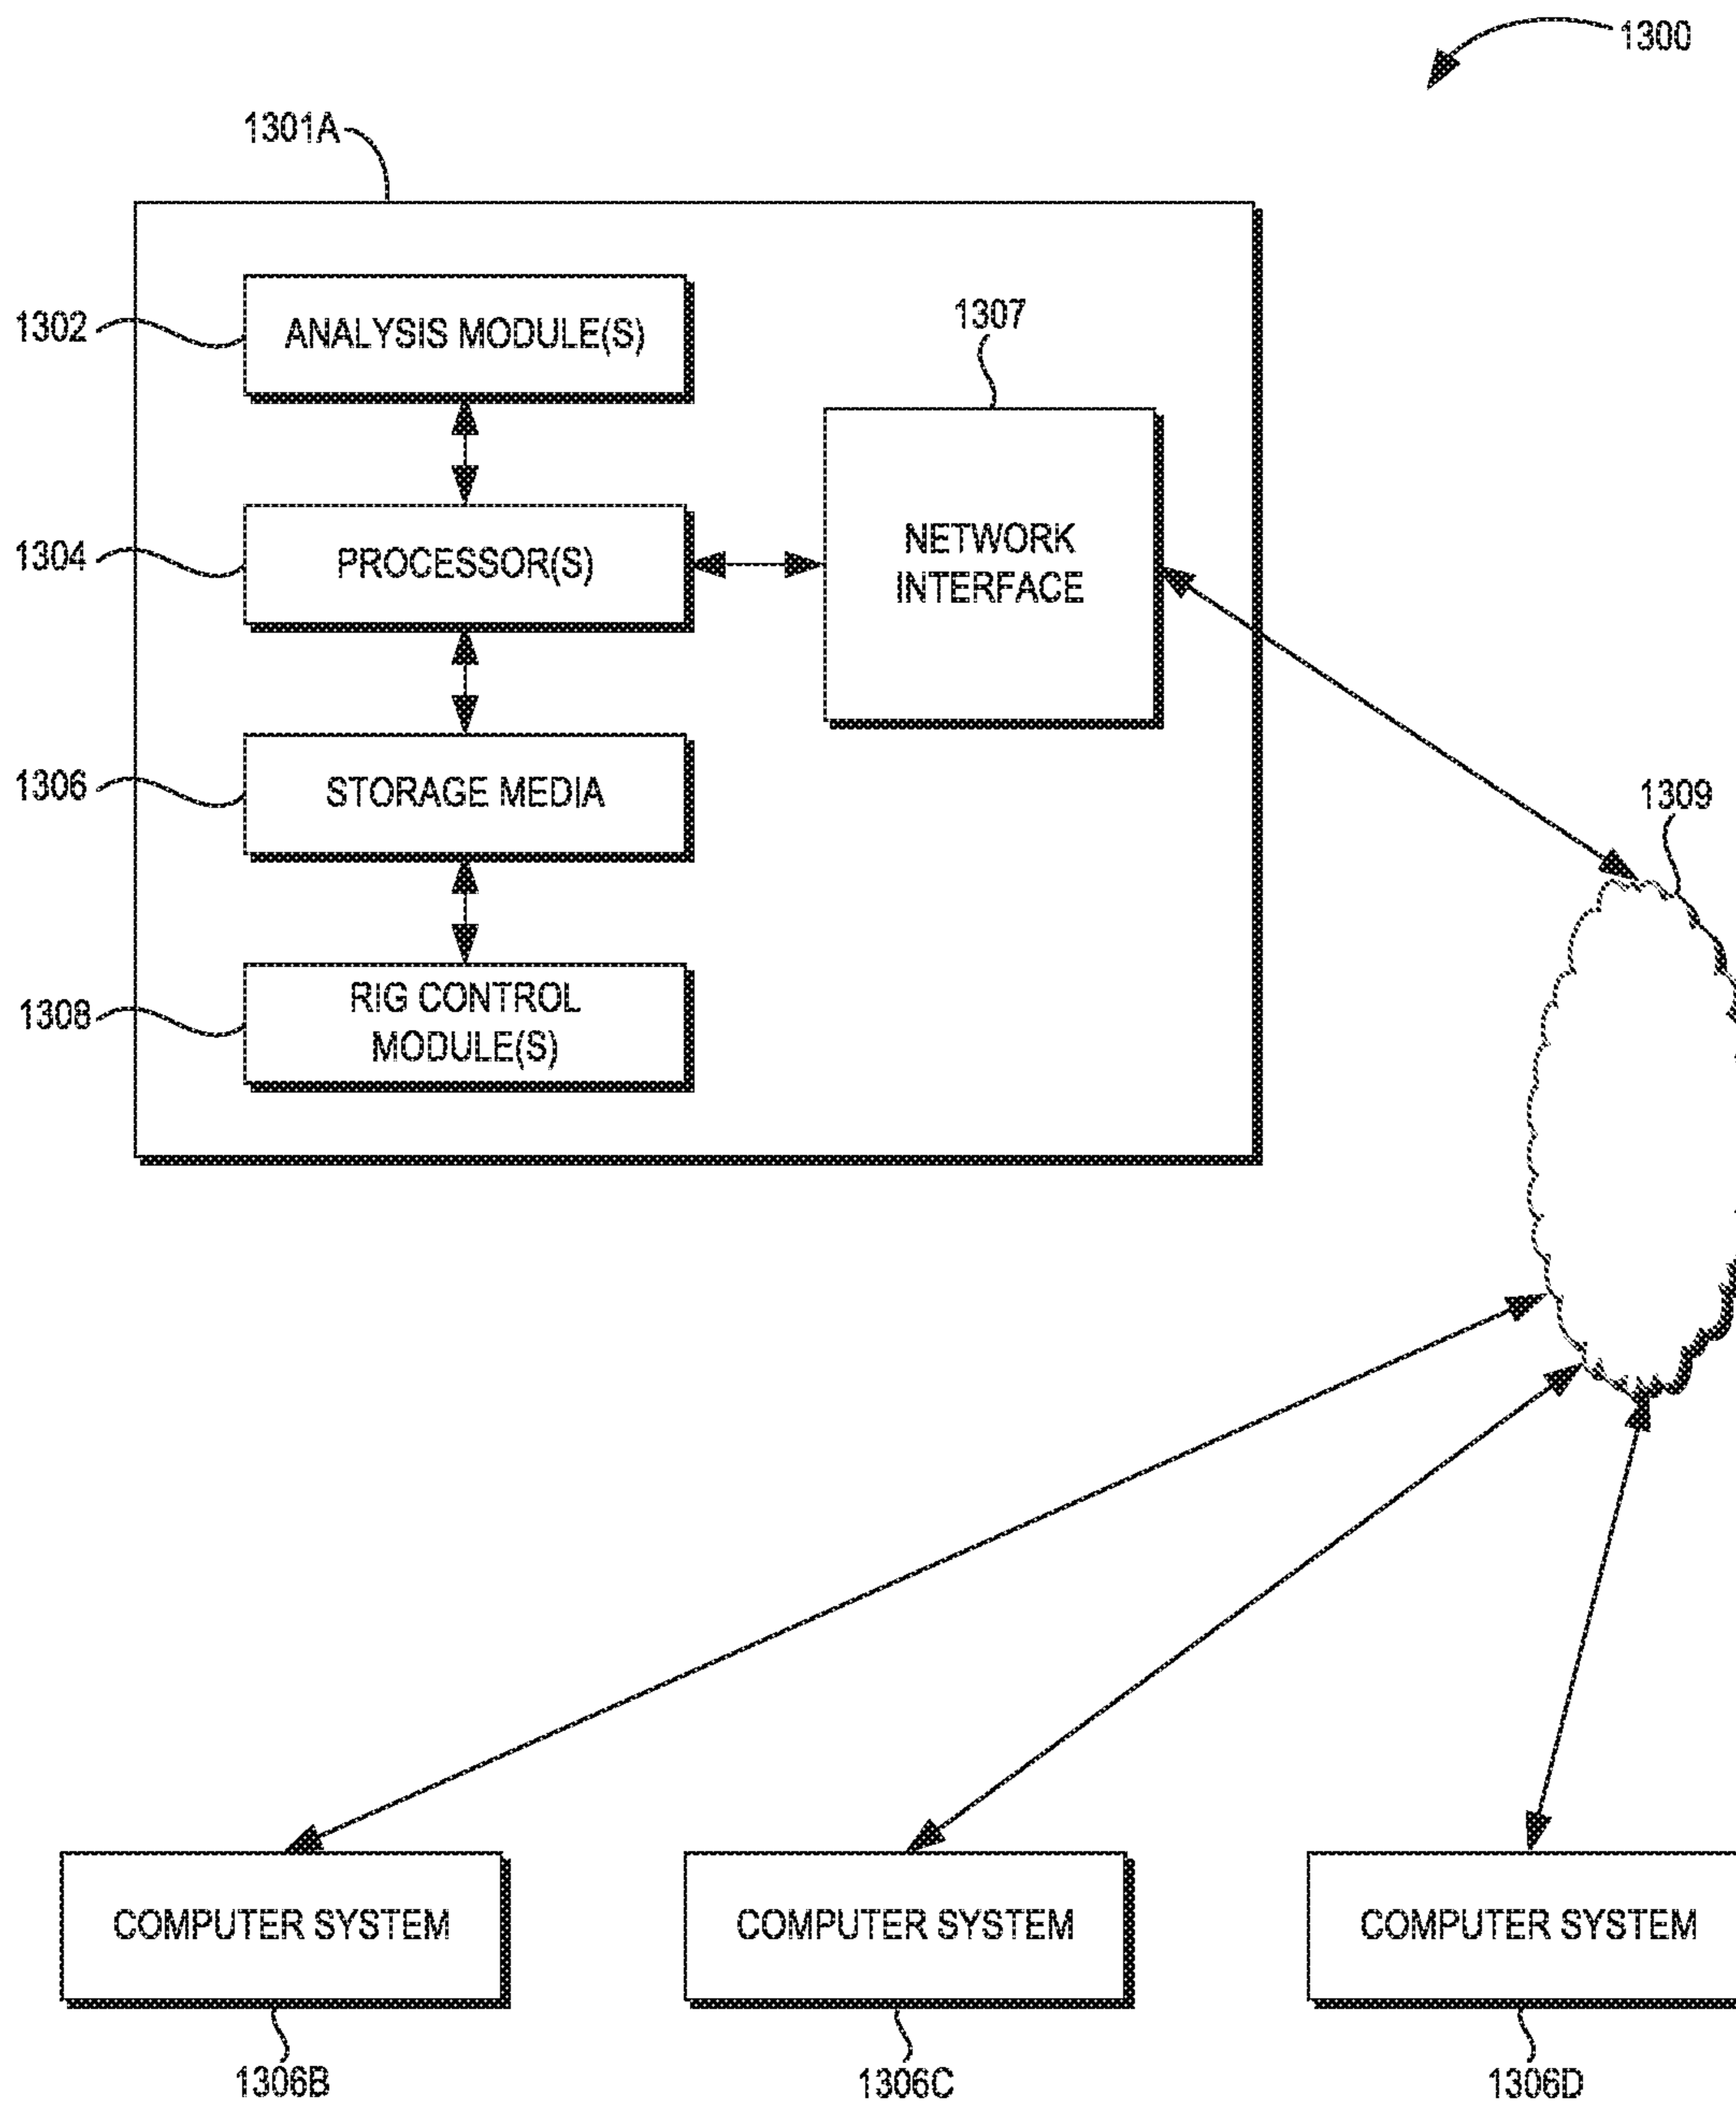 1300
1301A
1302
ANALYSIS MODULE(S)
1307
1304
PROCESSOR(S)
NETWORK
INTERFACE
1306
STORAGE MEDIA
1309
1308
RIG CONTROL
MODULE(S)
COMPUTER SYSTEM
COMPUTER SYSTEM
COMPUTER SYSTEM
1306B
1306C
1306D